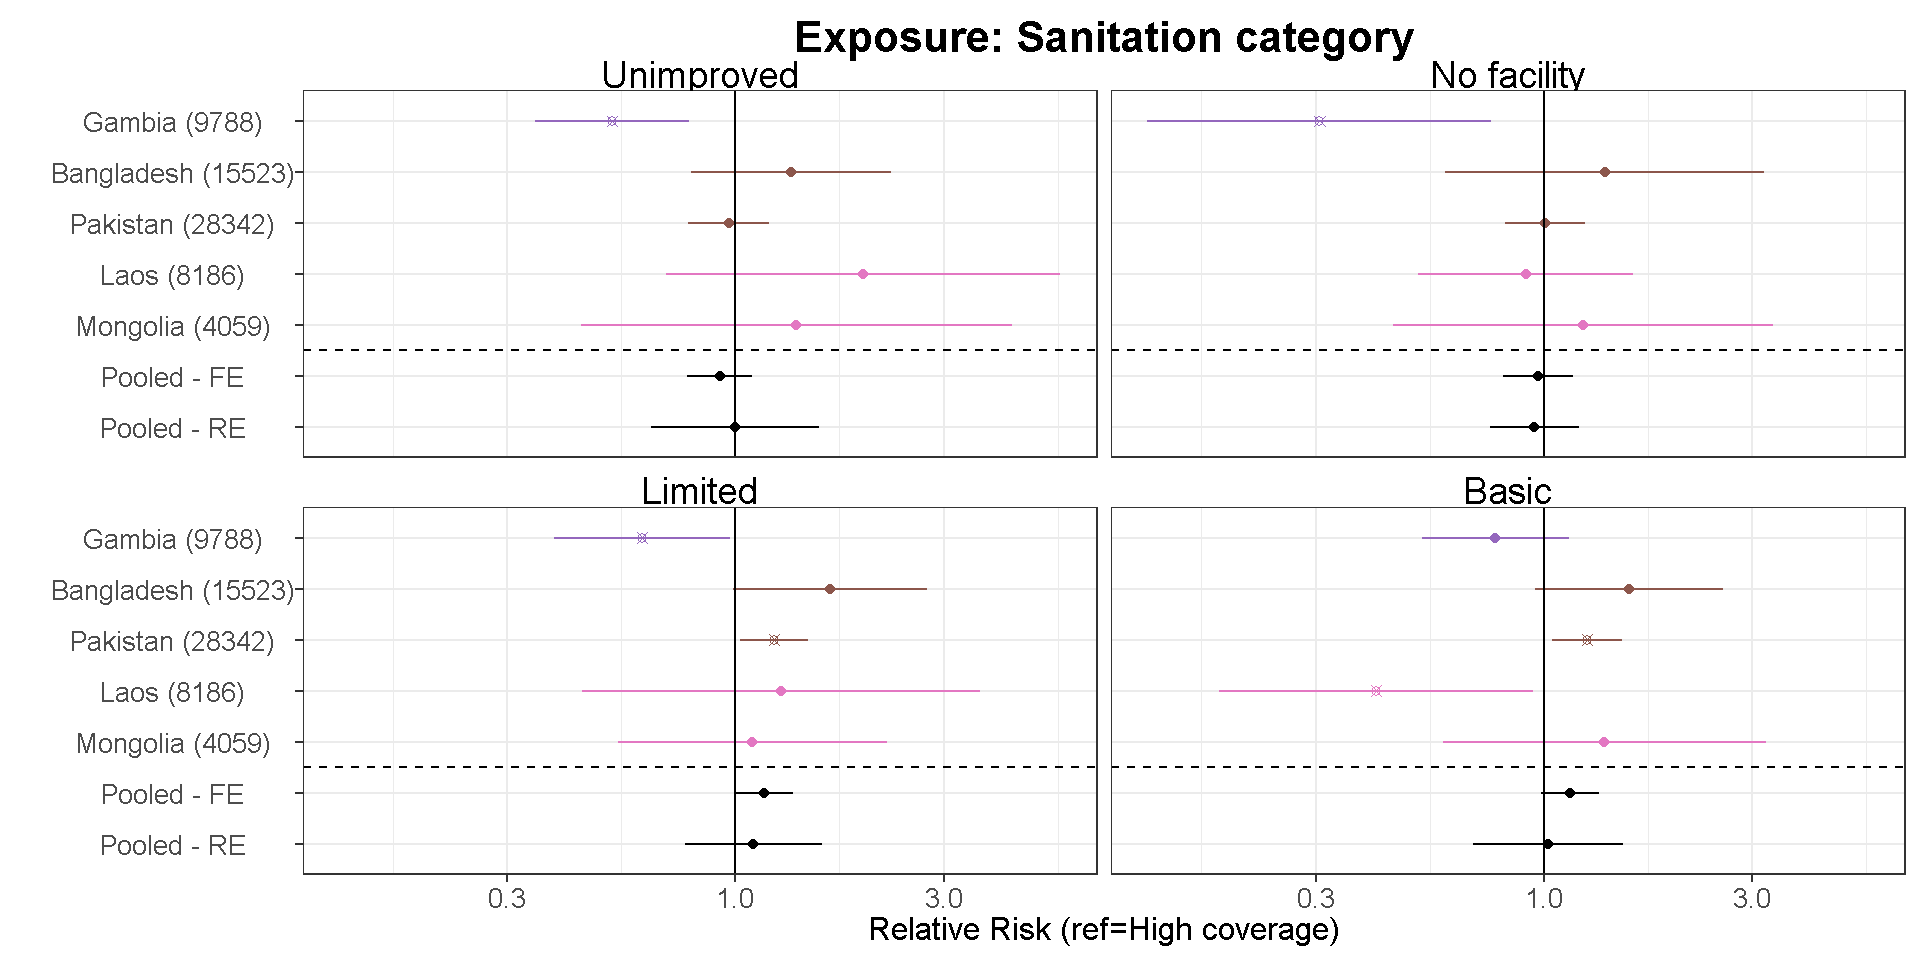 Exposure: Sanitation category
Unimproved
No facility
Gambia (9788)
Bangladesh (15523)
Pakistan (28342)
Laos (8186)
Mongolia (4059)
Pooled - FE
Pooled - RE
Limited
Basic
Gambia (9788)
Bangladesh (15523)
Pakistan (28342)
Laos (8186)
Mongolia (4059)
Pooled - FE
Pooled - RE
0.3 1.0 3.0
0.3 1.0 3.0
Relative Risk (ref=High coverage)